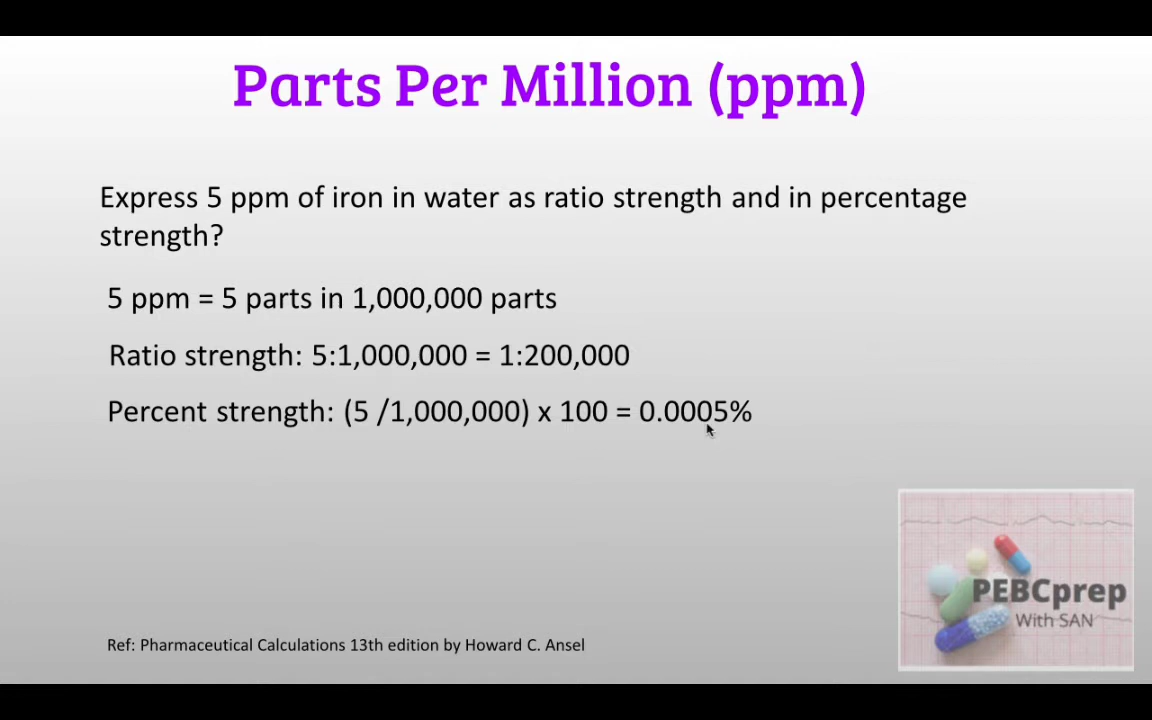 Parts Per Million (ppm)
Express 5 ppm of iron in water as ratio strength and in percentage
strength?
5 ppm = 5 parts in 1,000,000 parts
Ratio strength: 5:1,000,000 = 1:200,000
Percent strength: (5 /1,000,000) x 100 = 0.0005%
PEBCprep
With SAN
Ref: Pharmaceutical Calculations 13th edition by Howard C. Ansel